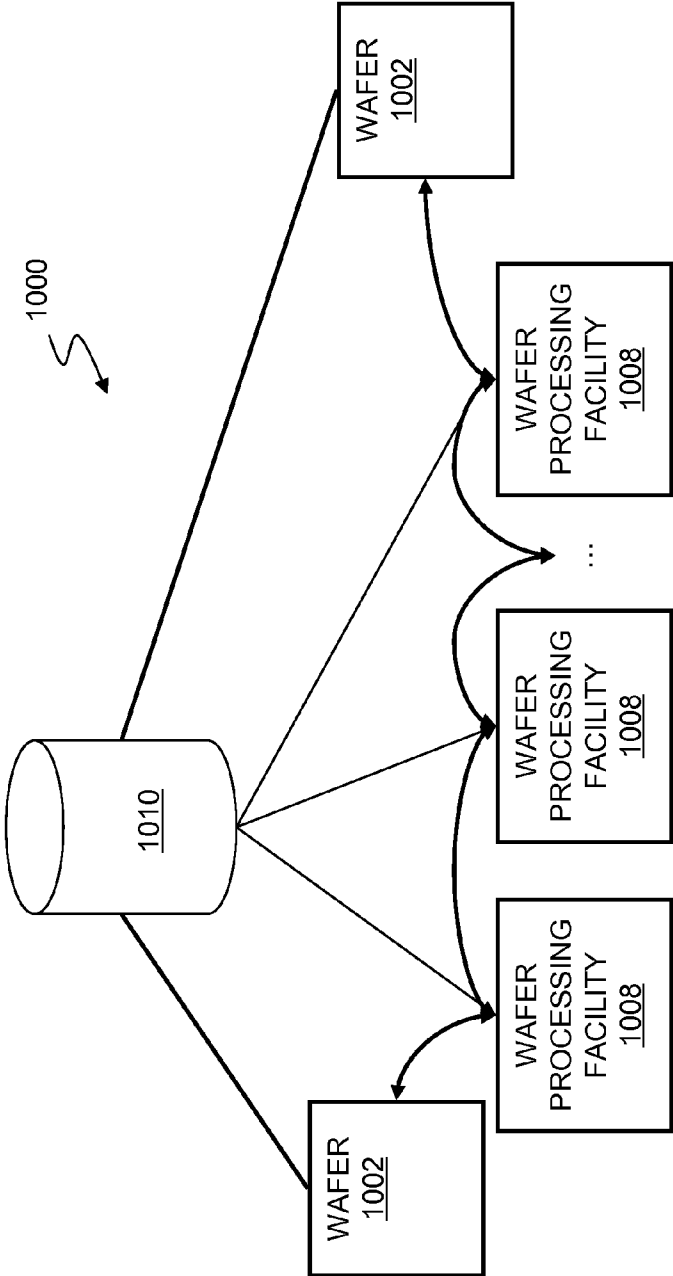 1000
1010
WAFER
1002
WAFER
1002
WAFER
PROCESSING
FACILITY
1008
WAFER
PROCESSING
FACILITY
1008
...
WAFER
PROCESSING
FACILITY
1008